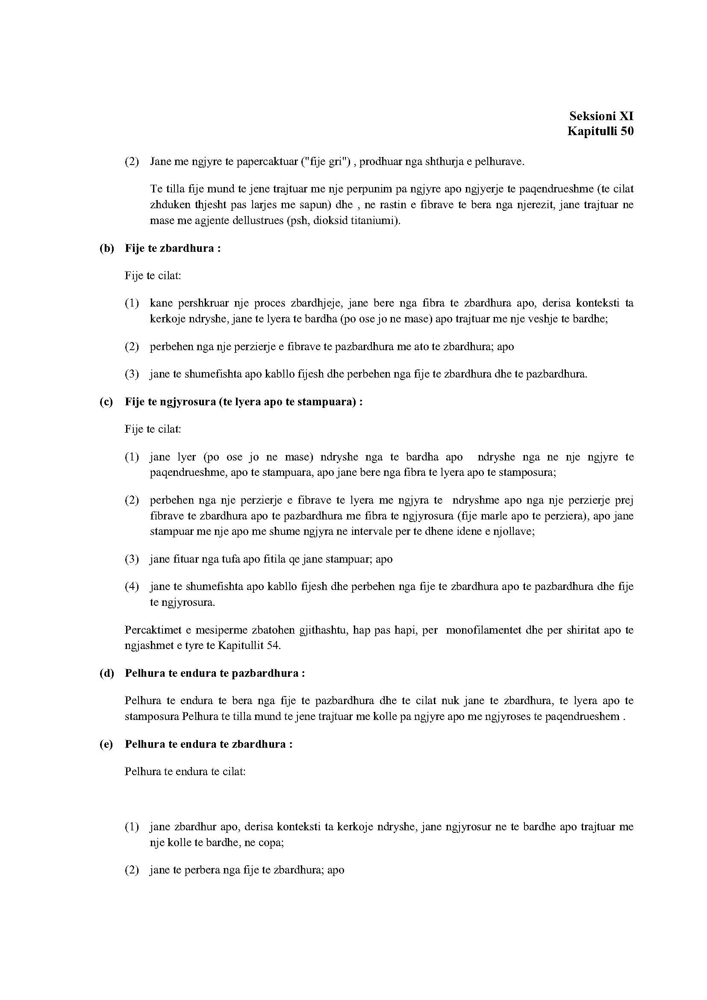 Seksioni XI
Kapitulli 50
(2) Jane me ngjyre te papercaktuar ("fije gri") , prodhuar nga shthurja e pelhurave.
Te tilla fije mund te jene trajtuar me nje perpunim pa ngjyre apo ngjyerje te paqendrueshme (te cilat
zhduken thjesht pas larjes me sapun) dhe , ne rastin e fibrave te bera nga njerezit, jane trajtuar ne
mase me agjente dellustrues (psh, dioksid titaniumi).
(b) Fije te zbardhura :
Fije te cilat:
(1) kane pershkruar nje proces zbardhjeje, jane bere nga fibra te zbardhura apo, derisa konteksti ta
kerkoje ndryshe, jane te lyera te bardha (po ose jo ne mase) apo trajtuar me nje veshje te bardhe;
(2) perbehen nga nje perzierje e fibrave te pazbardhura me ato te zbardhura; apo
(3) jane te shumefishta apo kabllo fijesh dhe perbehen nga fije te zbardhura dhe te pazbardhura.
(c) Fije te ngjyrosura (te lyera apo te stampuara) :
Fije te cilat:
(1) jane lyer (po ose jo ne mase) ndryshe nga te bardha apo ndryshe nga ne nje ngjyre te
paqendrueshme, apo te stampuara, apo jane bere nga fibra te lyera apo te stamposura;
(2) perbehen nga nje perzierje e fibrave te lyera me ngjyra te ndryshme apo nga nje perzierje prej
fibrave te zbardhura apo te pazbardhura me fibra te ngjyrosura (fije marle apo te perziera), apo jane
stampuar me nje apo me shume ngjyra ne intervale per te dhene idene e njollave;
(3) jane fituar nga tufa apo fitila qe jane stampuar; apo
(4) jane te shumefishta apo kabllo fijesh dhe perbehen nga fije te zbardhura apo te pazbardhura dhe fije
te ngjyrosura.
Percaktimet e mesiperme zbatohen gjithashtu, hap pas hapi, per monofilamentet dhe per shiritat apo te
ngjashmet e tyre te Kapitullit 54.
(d) Pelhura te endura te pazbardhura :
Pelhura te endura te bera nga fije te pazbardhura dhe te cilat nuk jane te zbardhura, te lyera apo te
stamposura Pelhura te tilla mund te jene trajtuar me kolle pa ngjyre apo me ngjyroses te paqendrueshem .
(e) Pelhura te endura te zbardhura :
Pelhura te endura te cilat:
(1) jane zbardhur apo, derisa konteksti ta kerkoje ndryshe, jane ngjyrosur ne te bardhe apo trajtuar me
nje kolle te bardhe, ne copa;
(2) jane te perbera nga fije te zbardhura; apo